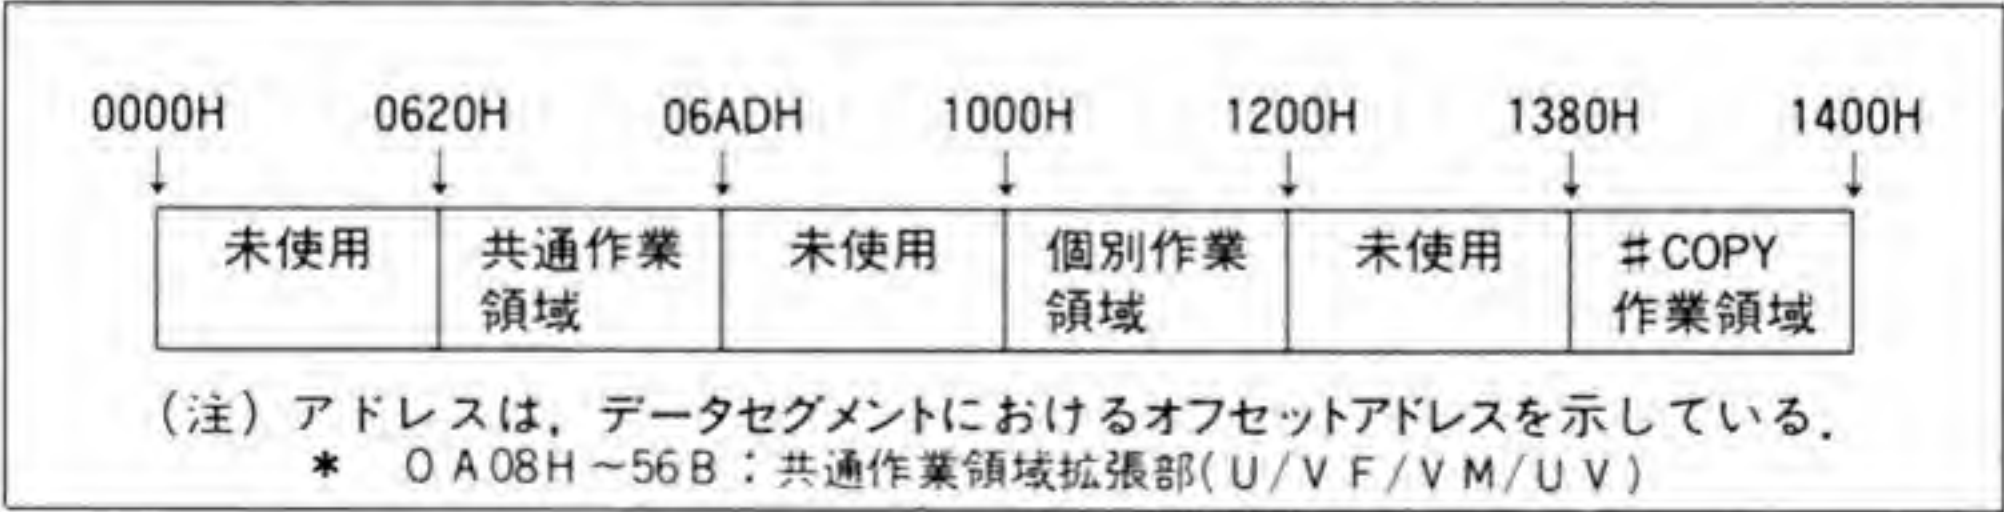 0000H 0620H 06ADH 1000H 1200H 1380H 1400H
未使用 共通作業 未使用 個別作業 未使用 #COPY
領域 領域 作業領域
(注) アドレスは,データセグメントにおけるオフセットアドレスを示している.
* 0A08H~56B:共通作業領域拡張部(U/VF/VM/UV)